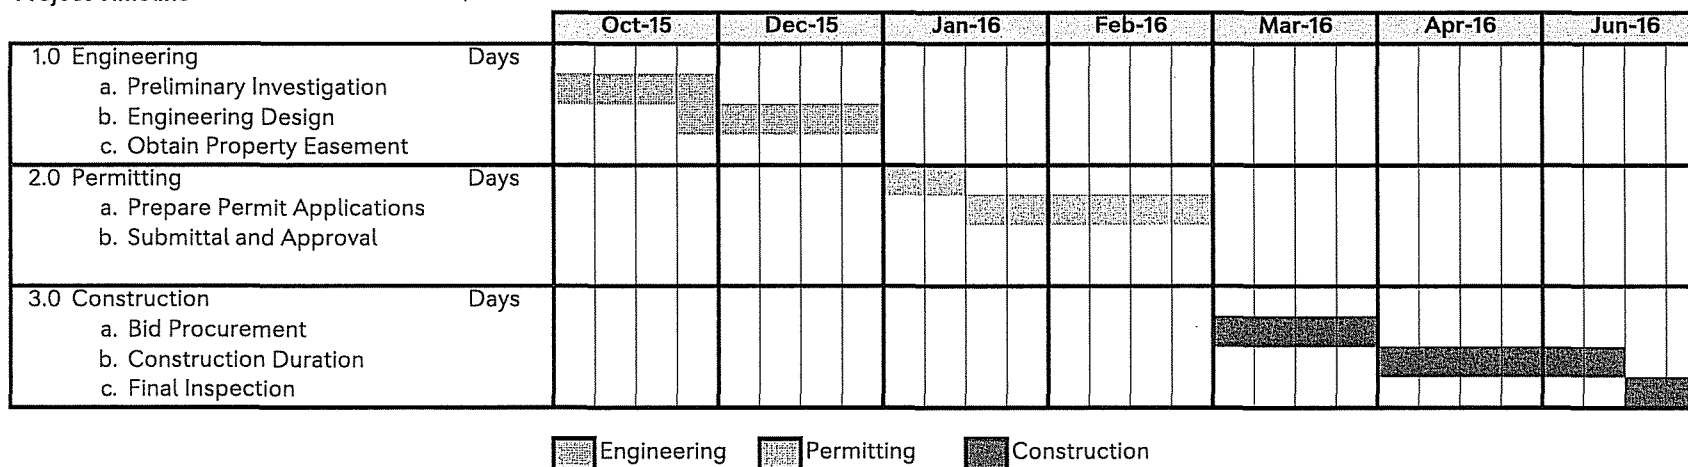 Oct-15 Dec-15 Jan-16 Feb-16 Mar-16 Apr-16 Jun-16
1.0 Engineering Days
a. Preliminary Investigation
b. Engineering Design
c. Obtain Property Easement
2.0 Permitting Days
a. Prepare Permit Applications
b. Submittal and Approval
3.0 Construction Days
a. Bid Procurement
b. Construction Duration
c. Final Inspection
Engineering Permitting Construction